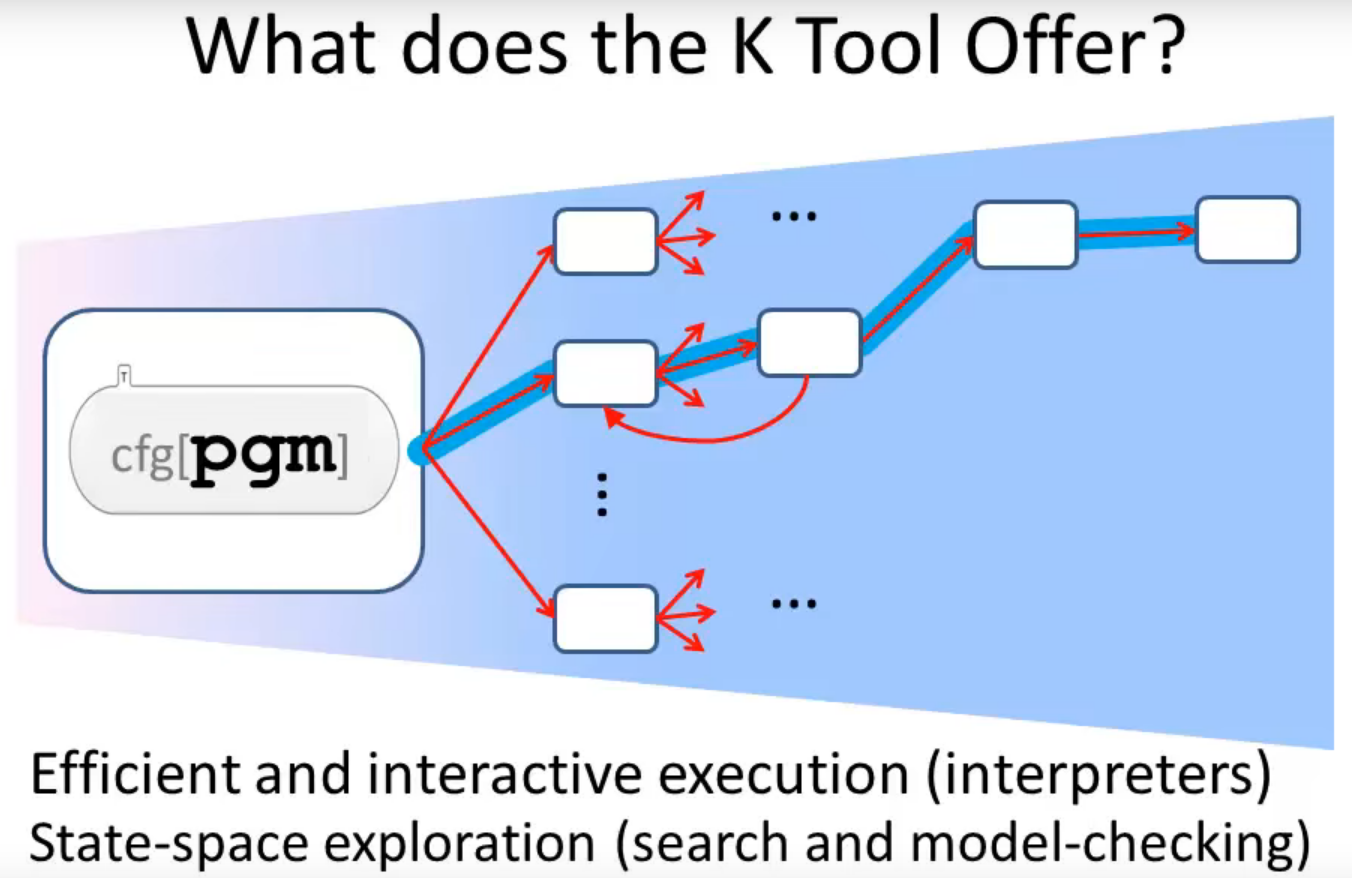 What does the K Tool Offer?
...
T
cfg[pgm]
⋮
...
Efficient and interactive execution (interpreters)
State-space exploration (search and model-checking)